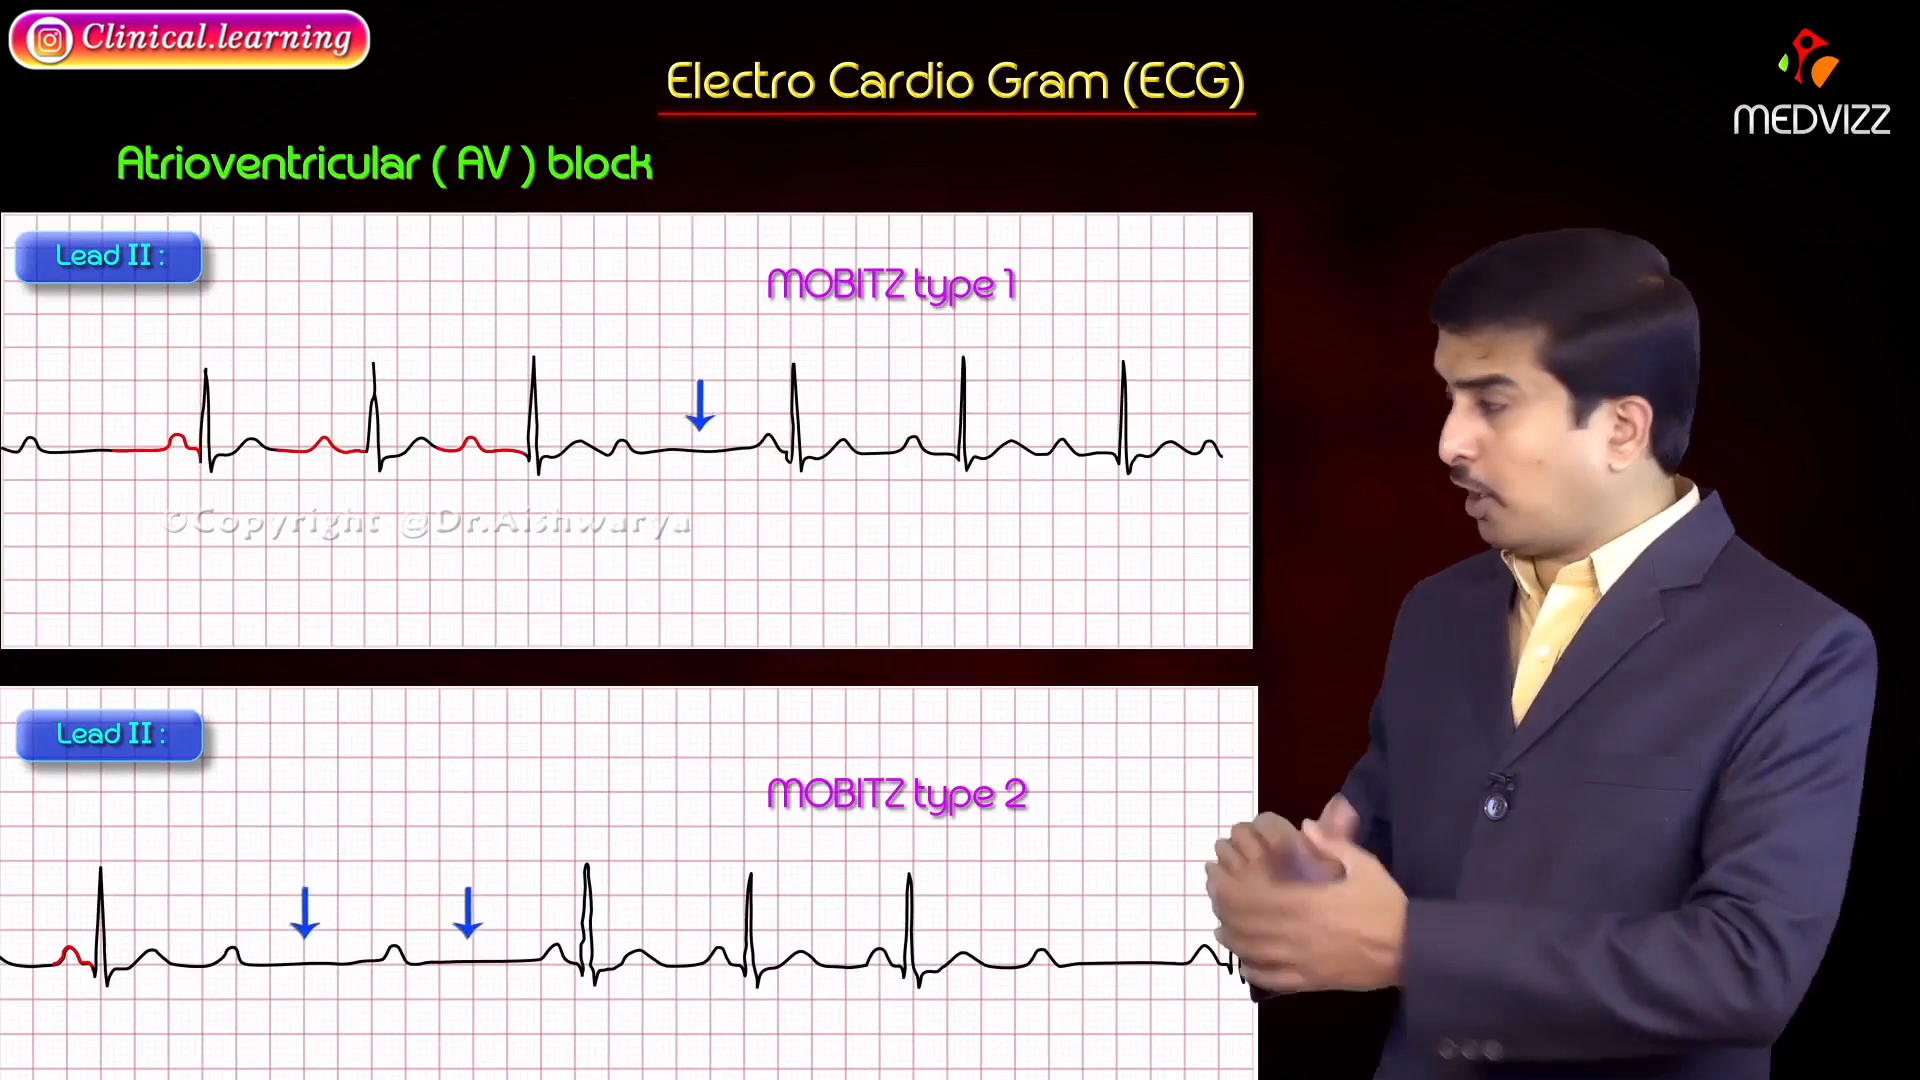 Clinical.learning
Electro Cardio Gram (ECG)
MEDVIZZ
Atrioventricular ( AV ) block
Lead II :
MOBITZ type 1
©Copyright @Dr.Aishwarya
Lead II :
MOBITZ type 2